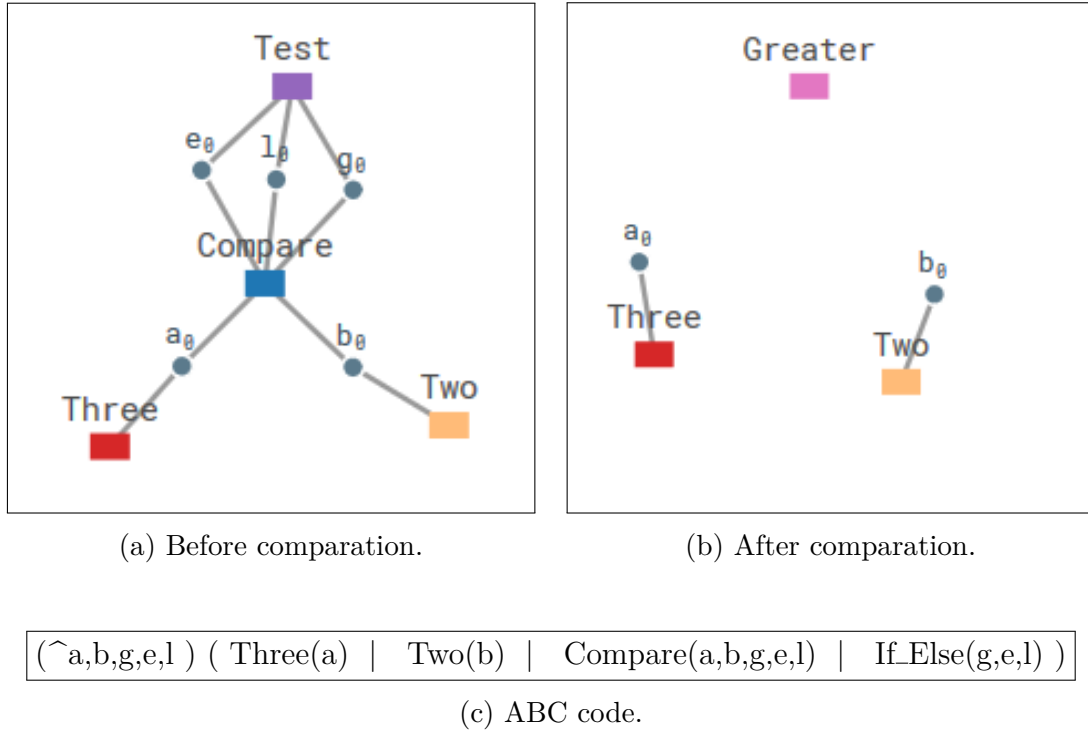 Test
e₀
l₀
g₀
Compare
a₀
b₀
Three
Two
Greater
a₀
b₀
Three
Two
(a) Before comparation.
(b) After comparation.
(^a,b,g,e,l ) ( Three(a) | Two(b) | Compare(a,b,g,e,l) | If_Else(g,e,l) )
(c) ABC code.